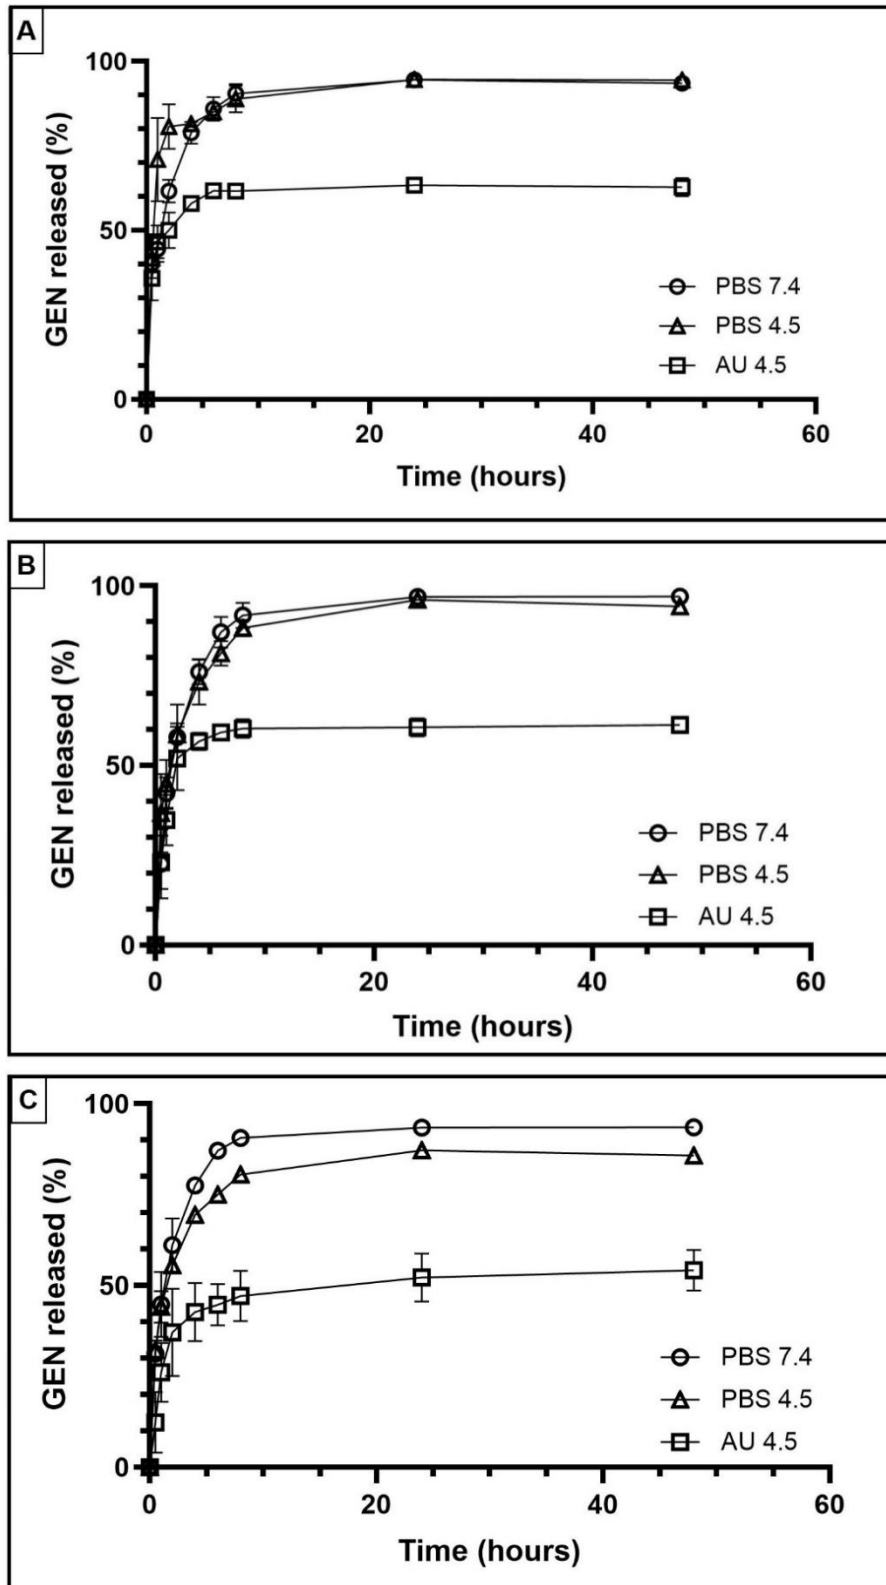 A
100
50
0
GEN released (%)
PBS 7.4
PBS 4.5
AU 4.5
0 20 40 60
Time (hours)
B
100
50
0
GEN released (%)
PBS 7.4
PBS 4.5
AU 4.5
0 20 40 60
Time (hours)
C
100
50
0
GEN released (%)
PBS 7.4
PBS 4.5
AU 4.5
0 20 40 60
Time (hours)